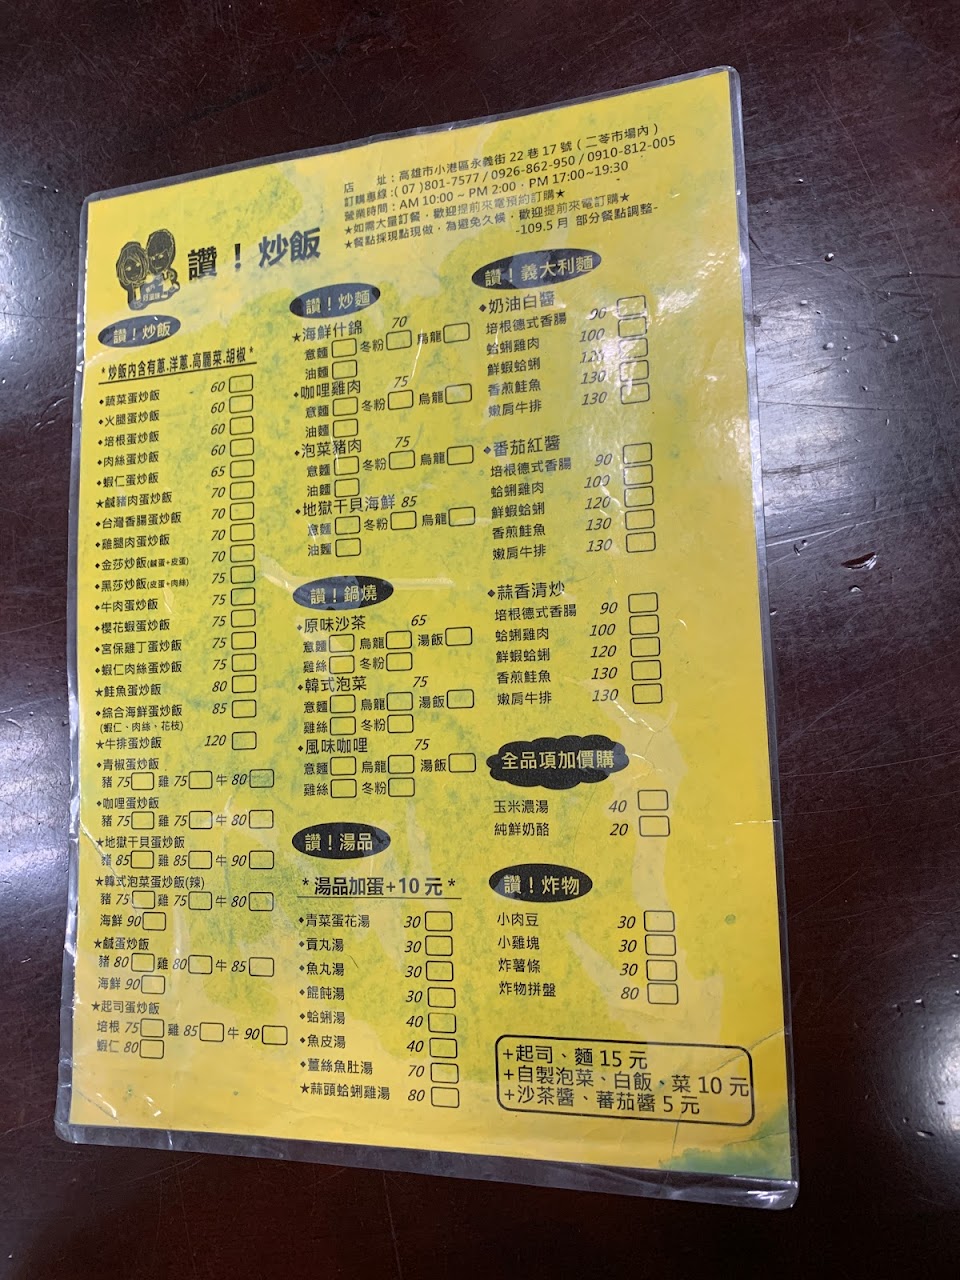 店　　址：高雄市小港區永義街22巷17號（二苓市場內）
訂購專線：(07)801-7577 / 0926-862-950 / 0910-812-005
營業時間：AM 10:00 ~ PM 2:00．PM 17:00~19:30
★如需大量訂餐．歡迎提前來電預約訂購★
★餐點採現點現做．為避免久候．歡迎提前來電訂購★
-109.5月 部分餐點調整-
讚！炒飯
讚！炒飯
*炒飯內含有蔥.洋蔥.高麗菜.胡椒*
◆蔬菜蛋炒飯 60
◆火腿蛋炒飯 60
◆培根蛋炒飯 60
◆肉絲蛋炒飯 60
◆蝦仁蛋炒飯 65
★鹹豬肉蛋炒飯 70
◆台灣香腸蛋炒飯 70
◆雞腿肉蛋炒飯 70
◆金莎炒飯(鹹蛋+皮蛋) 70
◆黑莎炒飯(皮蛋+肉絲) 75
◆牛肉蛋炒飯 75
◆櫻花蝦蛋炒飯 75
◆宮保雞丁蛋炒飯 75
◆蝦仁肉絲蛋炒飯 75
★鮭魚蛋炒飯 80
◆綜合海鮮蛋炒飯 85
(蝦仁、肉絲、花枝)
★牛排蛋炒飯 120
◆青椒蛋炒飯
豬 75 雞 75 牛 80
◆咖哩蛋炒飯
豬 75 雞 75 牛 80
★地獄干貝蛋炒飯
豬 85 雞 85 牛 90
★韓式泡菜蛋炒飯(辣)
豬 75 雞 75 牛 80
海鮮 90
★鹹蛋炒飯
豬 80 雞 80 牛 85
海鮮 90
★起司蛋炒飯
培根 75 雞 85 牛 90
蝦仁 80
讚！炒麵
★海鮮什錦 70
意麵 冬粉 烏龍
油麵
◆咖哩雞肉 75
意麵 冬粉 烏龍
油麵
◆泡菜豬肉 75
意麵 冬粉 烏龍
油麵
◆地獄干貝海鮮 85
意麵 冬粉 烏龍
油麵
讚！鍋燒
◆原味沙茶 65
意麵 烏龍 湯飯
雞絲 冬粉
◆韓式泡菜 75
意麵 烏龍 湯飯
雞絲 冬粉
◆風味咖哩 75
意麵 烏龍 湯飯
雞絲 冬粉
讚！湯品
*湯品加蛋+10元*
◆青菜蛋花湯 30
◆貢丸湯 30
◆魚丸湯 30
◆餛飩湯 30
◆蛤蜊湯 40
◆魚皮湯 40
◆薑絲魚肚湯 70
★蒜頭蛤蜊雞湯 80
讚！義大利麵
◆奶油白醬
培根德式香腸 90
蛤蜊雞肉 100
鮮蝦蛤蜊 120
香煎鮭魚 130
嫩肩牛排 130
◆番茄紅醬
培根德式香腸 90
蛤蜊雞肉 100
鮮蝦蛤蜊 120
香煎鮭魚 130
嫩肩牛排 130
◆蒜香清炒
培根德式香腸 90
蛤蜊雞肉 100
鮮蝦蛤蜊 120
香煎鮭魚 130
嫩肩牛排 130
全品項加價購
玉米濃湯 40
純鮮奶酪 20
讚！炸物
小肉豆 30
小雞塊 30
炸薯條 30
炸物拼盤 80
+起司、麵 15元
+自製泡菜、白飯、菜 10元
+沙茶醬、蕃茄醬 5元